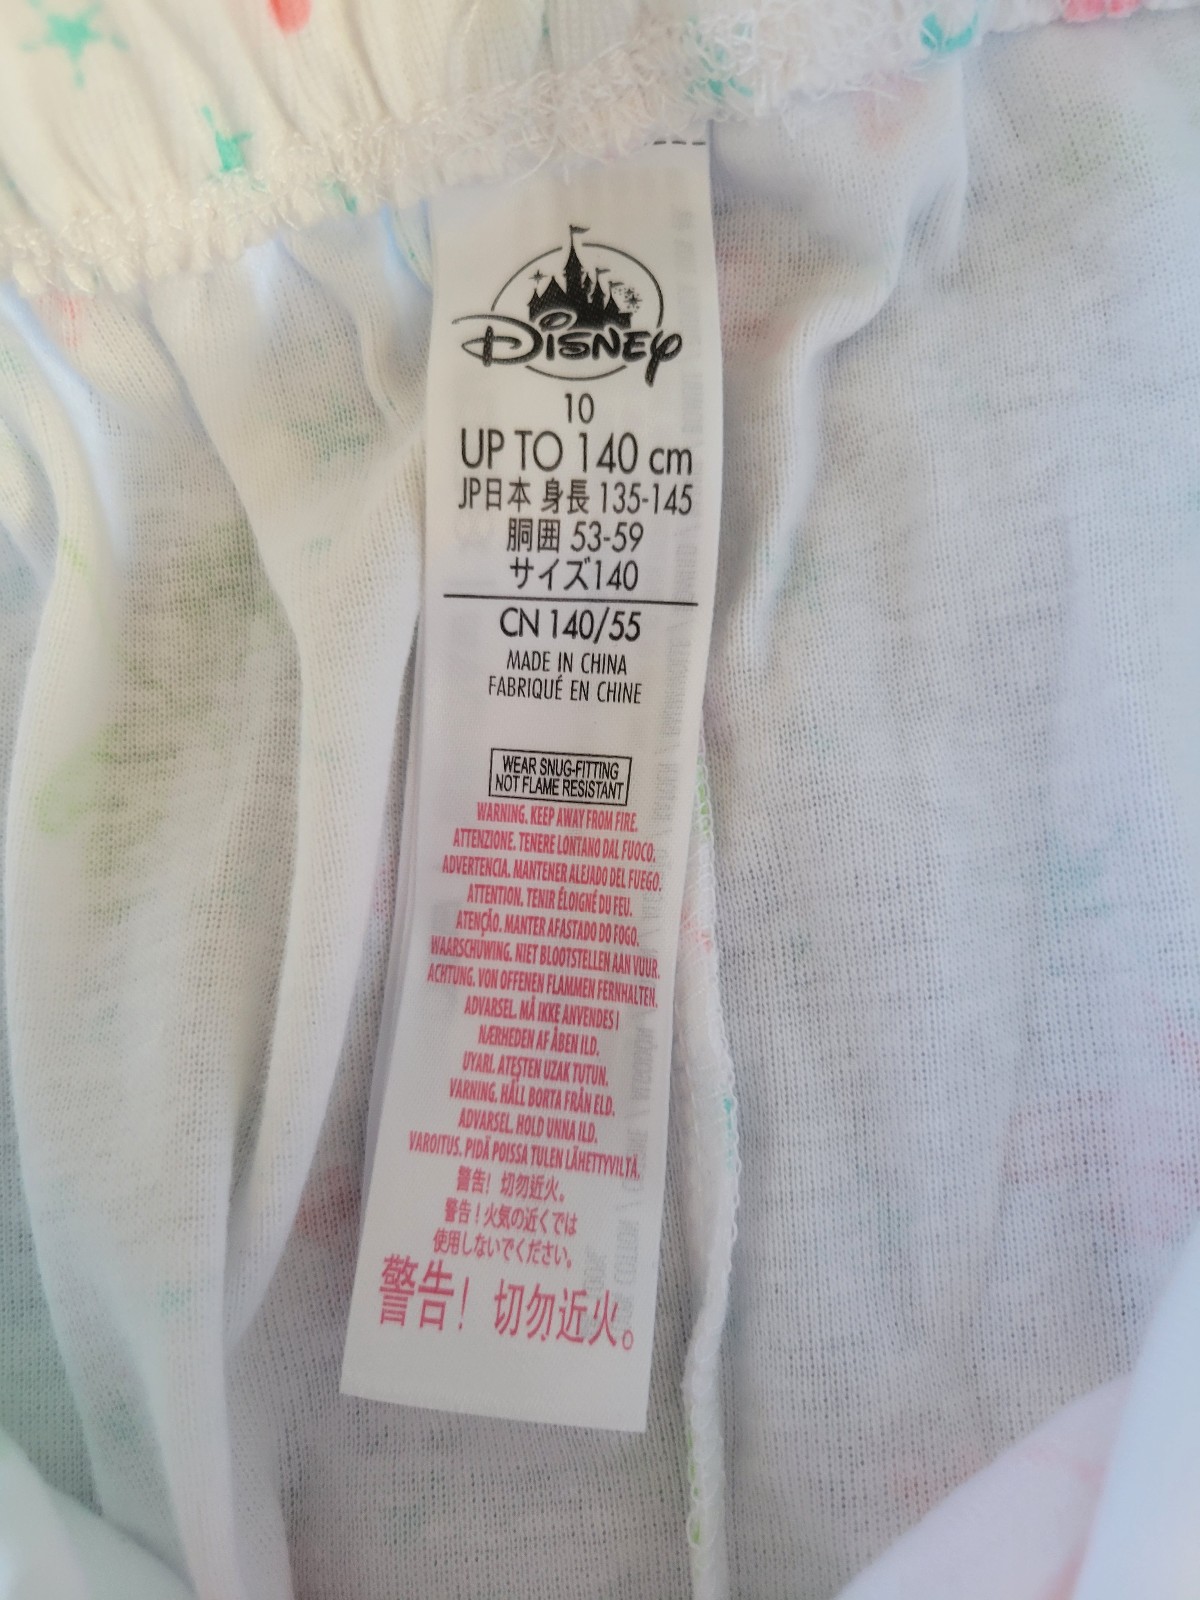 DISNEY
10
UP TO 140 cm
JP日本 身長 135-145
胴囲 53-59
サイズ140
CN 140/55
MADE IN CHINA
FABRIQUÉ EN CHINE
WEAR SNUG-FITTING
NOT FLAME RESISTANT
WARNING. KEEP AWAY FROM FIRE.
ATTENZIONE. TENERE LONTANO DAL FUOCO.
ADVERTENCIA. MANTENER ALEJADO DEL FUEGO.
ATTENTION. TENIR ÉLOIGNÉ DU FEU.
ATENÇÃO. MANTER AFASTADO DO FOGO.
WAARSCHUWING. NIET BLOOTSTELLEN AAN VUUR.
ACHTUNG. VON OFFENEN FLAMMEN FERNHALTEN.
ADVARSEL. MÅ IKKE ANVENDES I
NÆRHEDEN AF ÅBEN ILD.
UYARI. ATEŞTEN UZAK TUTUN.
VARNING. HÅLL BORTA FRÅN ELD.
ADVARSEL. HOLD UNNA ILD.
VAROITUS. PIDÄ POISSA TULEN LÄHETTYVILTÄ.
警告！切勿近火。
警告！火気の近くでは
使用しないでください。
警告！切勿近火。